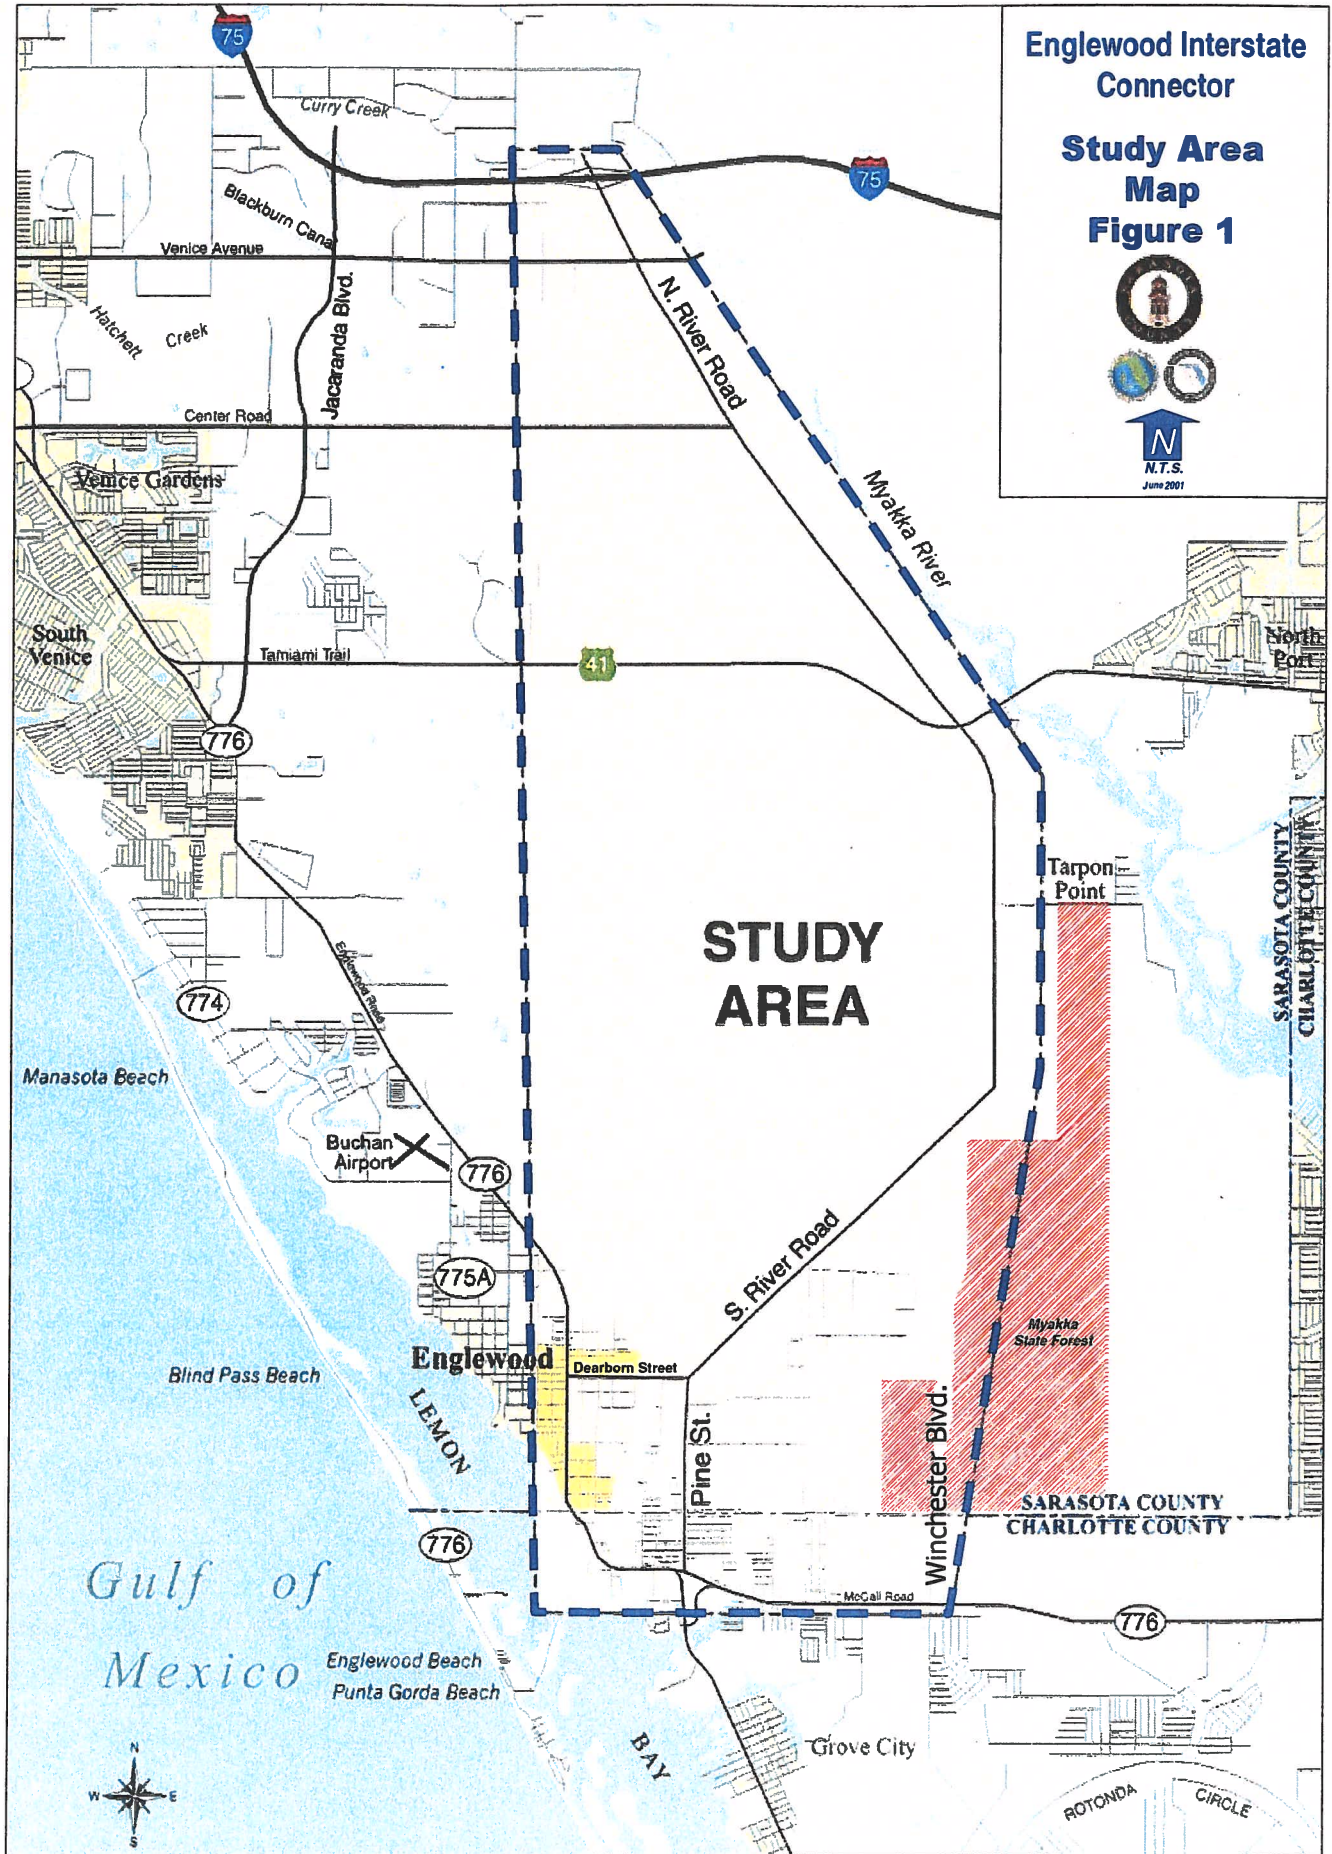 Englewood Interstate
Connector
Study Area
Map
Figure 1
N
N.T.S.
June 2001
75
75
Curry Creek
Blackburn Canal
Venice Avenue
Hatchett
Creek
Jacaranda Blvd.
N. River Road
Center Road
Venice Gardens
Myakka River
South
Venice
Tamiami Trail
41
North
Port
776
Tarpon
Point
SARASOTA COUNTY
CHARLOTTE COUNTY
STUDY
AREA
Englewood Road
774
Manasota Beach
Buchan
Airport
776
775A
S. River Road
Myakka
State Forest
Englewood
Dearborn Street
Blind Pass Beach
LEMON
Pine St.
Winchester Blvd.
SARASOTA COUNTY
CHARLOTTE COUNTY
776
McCall Road
776
Gulf of
Mexico
Englewood Beach
Punta Gorda Beach
BAY
Grove City
ROTONDA
CIRCLE
N
W
E
S